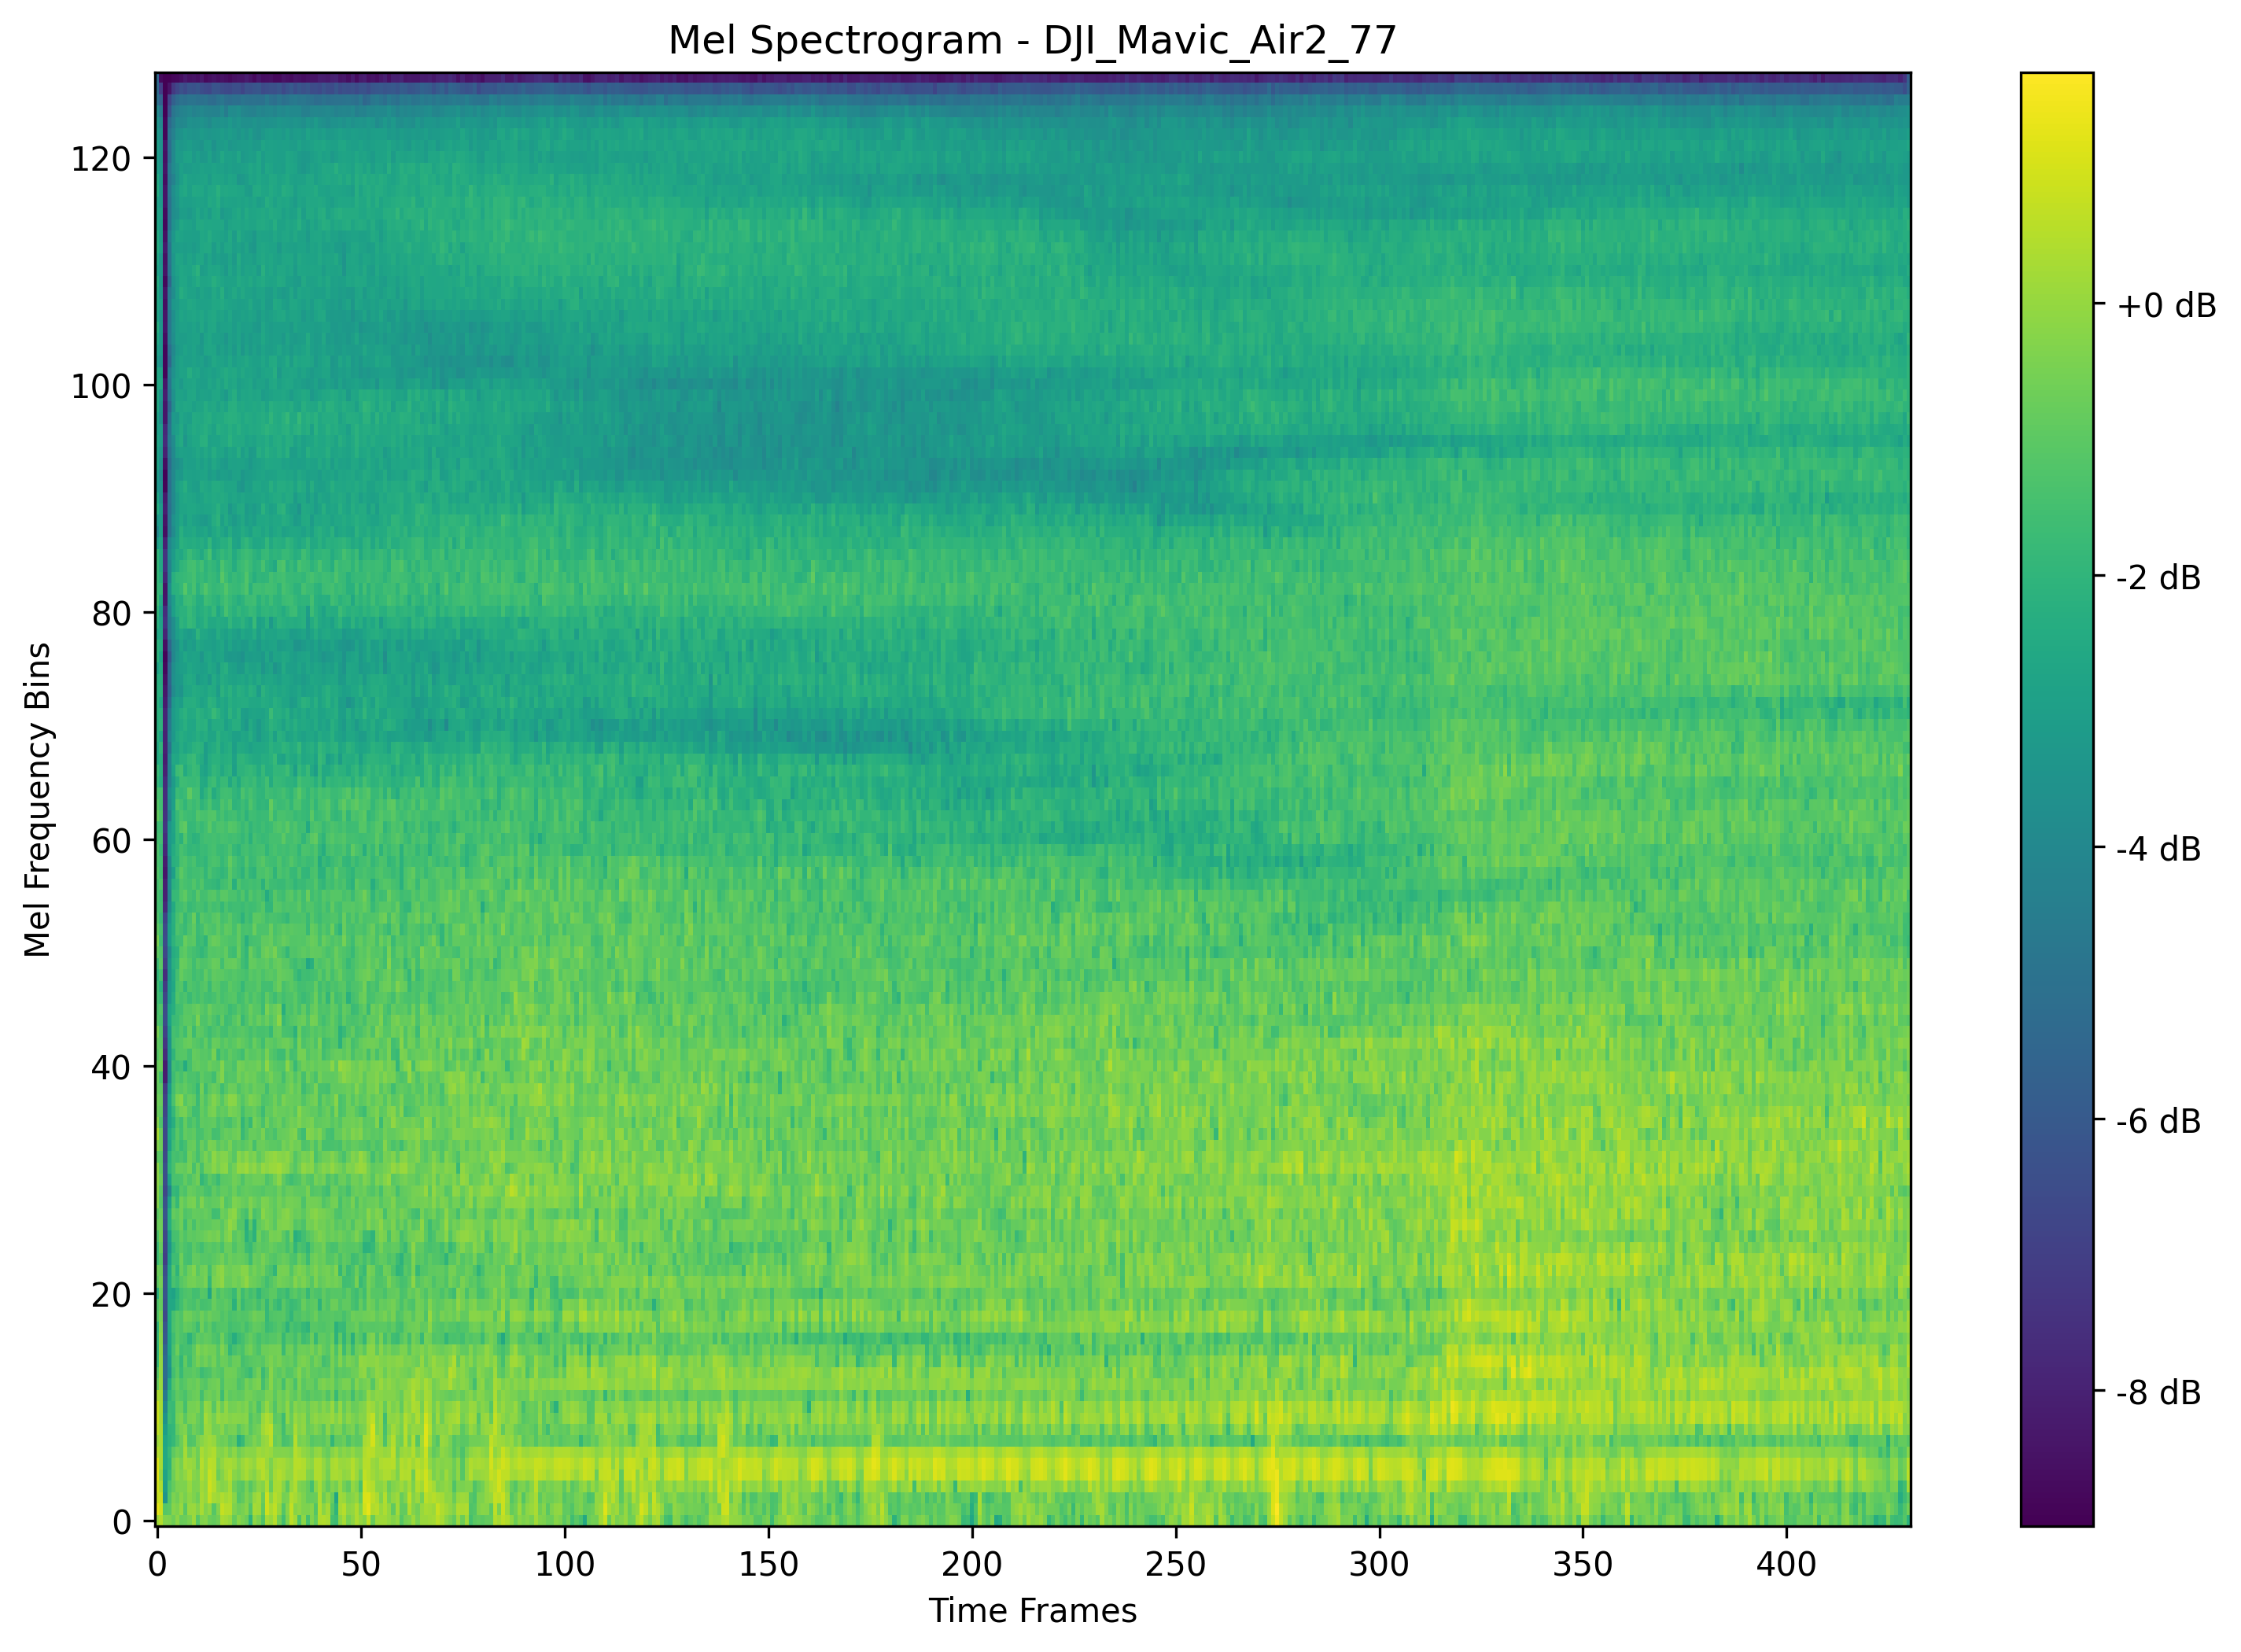 Mel Spectrogram - DJI_Mavic_Air2_77
120
100
80
60
40
20
0
Mel Frequency Bins
0 50 100 150 200 250 300 350 400
Time Frames
+0 dB
-2 dB
-4 dB
-6 dB
-8 dB